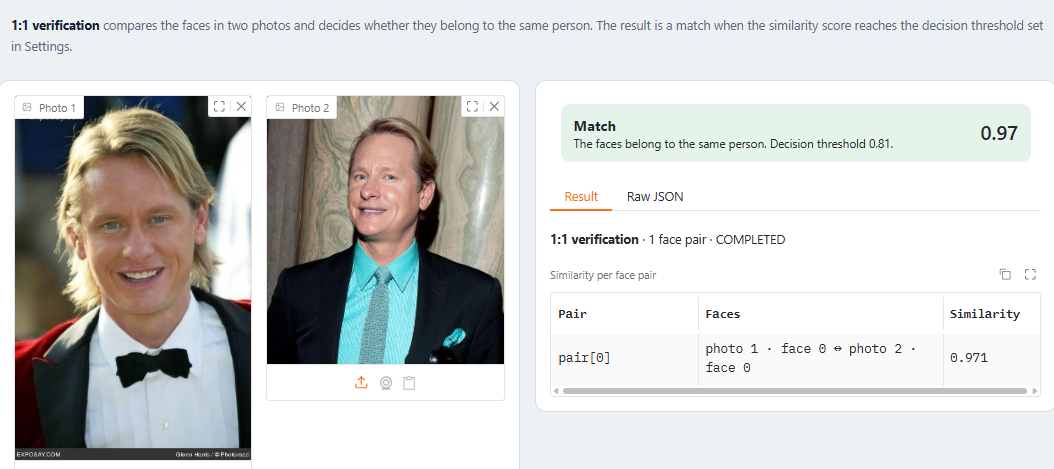 1:1 verification compares the faces in two photos and decides whether they belong to the same person. The result is a match when the similarity score reaches the decision threshold set
in Settings.
Photo 1
Photo 2
EXPOSAY.COM
Glenn Harris / © Photorazzi
Match
The faces belong to the same person. Decision threshold 0.81.
0.97
Result
Raw JSON
1:1 verification · 1 face pair · COMPLETED
Similarity per face pair
Pair
Faces
Similarity
pair[0]
photo 1 · face 0 ↔ photo 2 ·
face 0
0.971